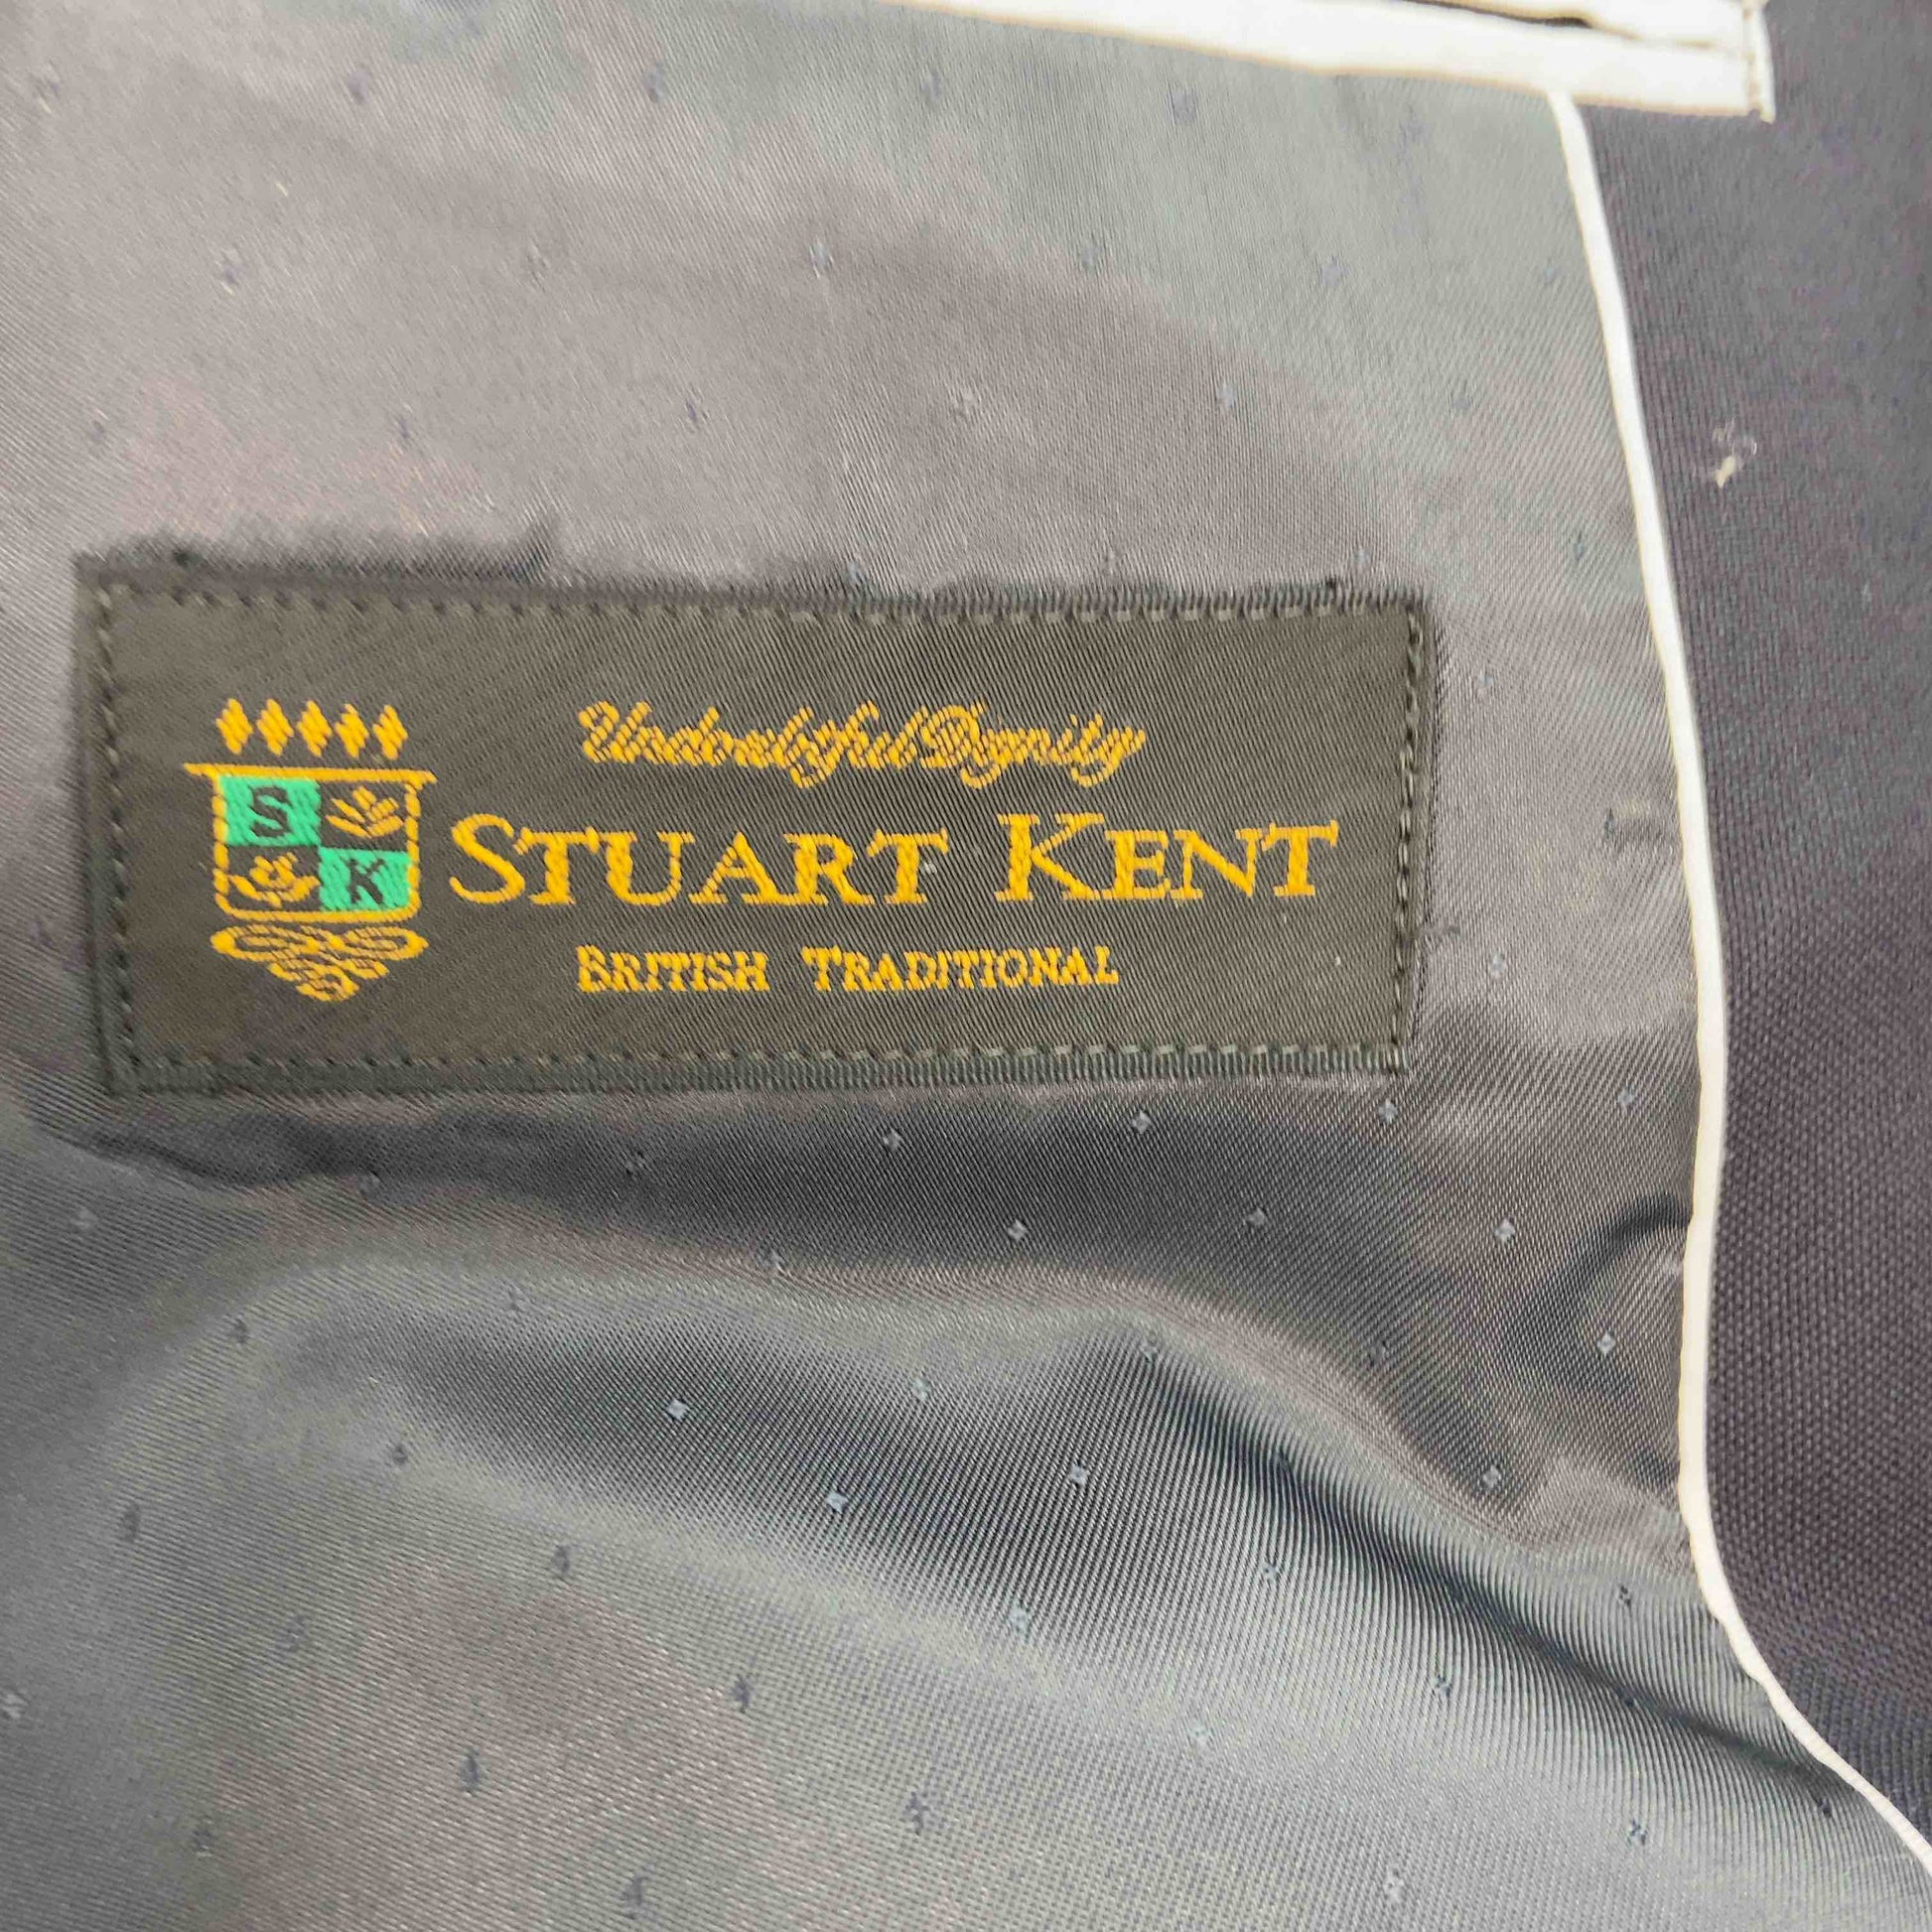 Undoubtful Dignity
S
K
STUART KENT
BRITISH TRADITIONAL